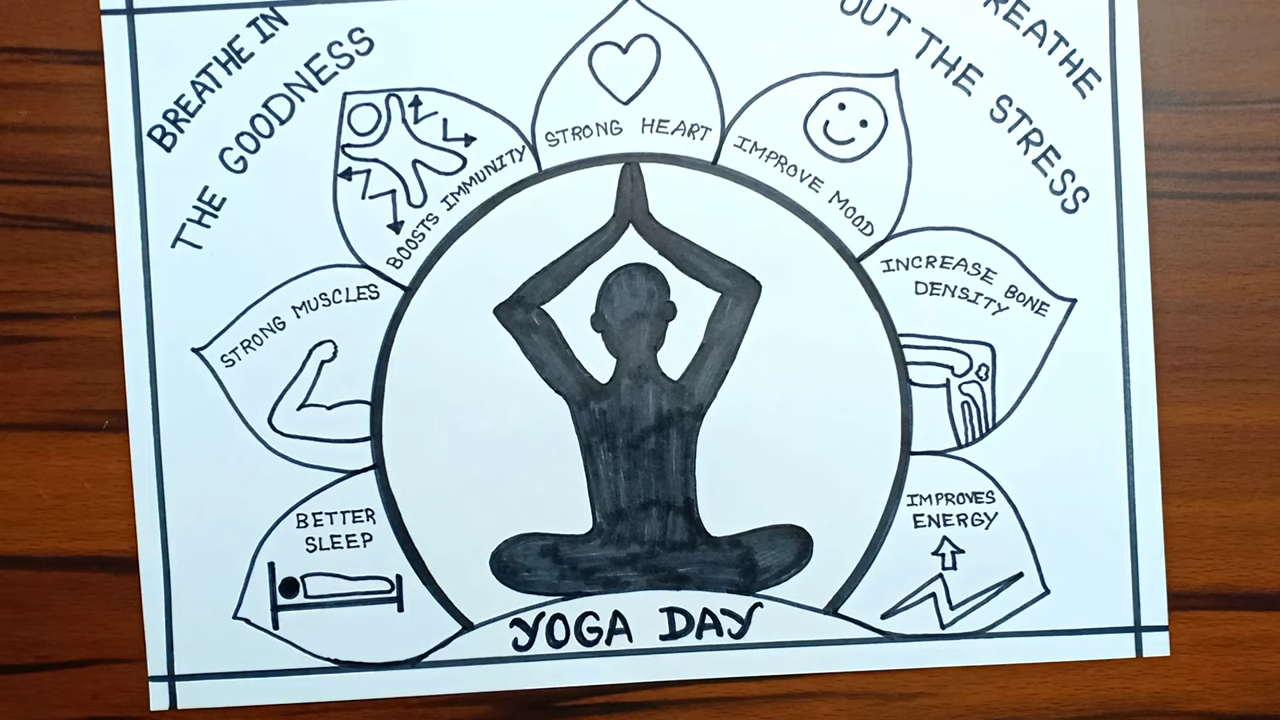 BREATHE IN
THE GOODNESS
BREATHE
OUT THE STRESS
STRONG HEART
BOOSTS IMMUNITY
IMPROVE MOOD
STRONG MUSCLES
INCREASE BONE
DENSITY
BETTER
SLEEP
IMPROVES
ENERGY
YOGA DAY